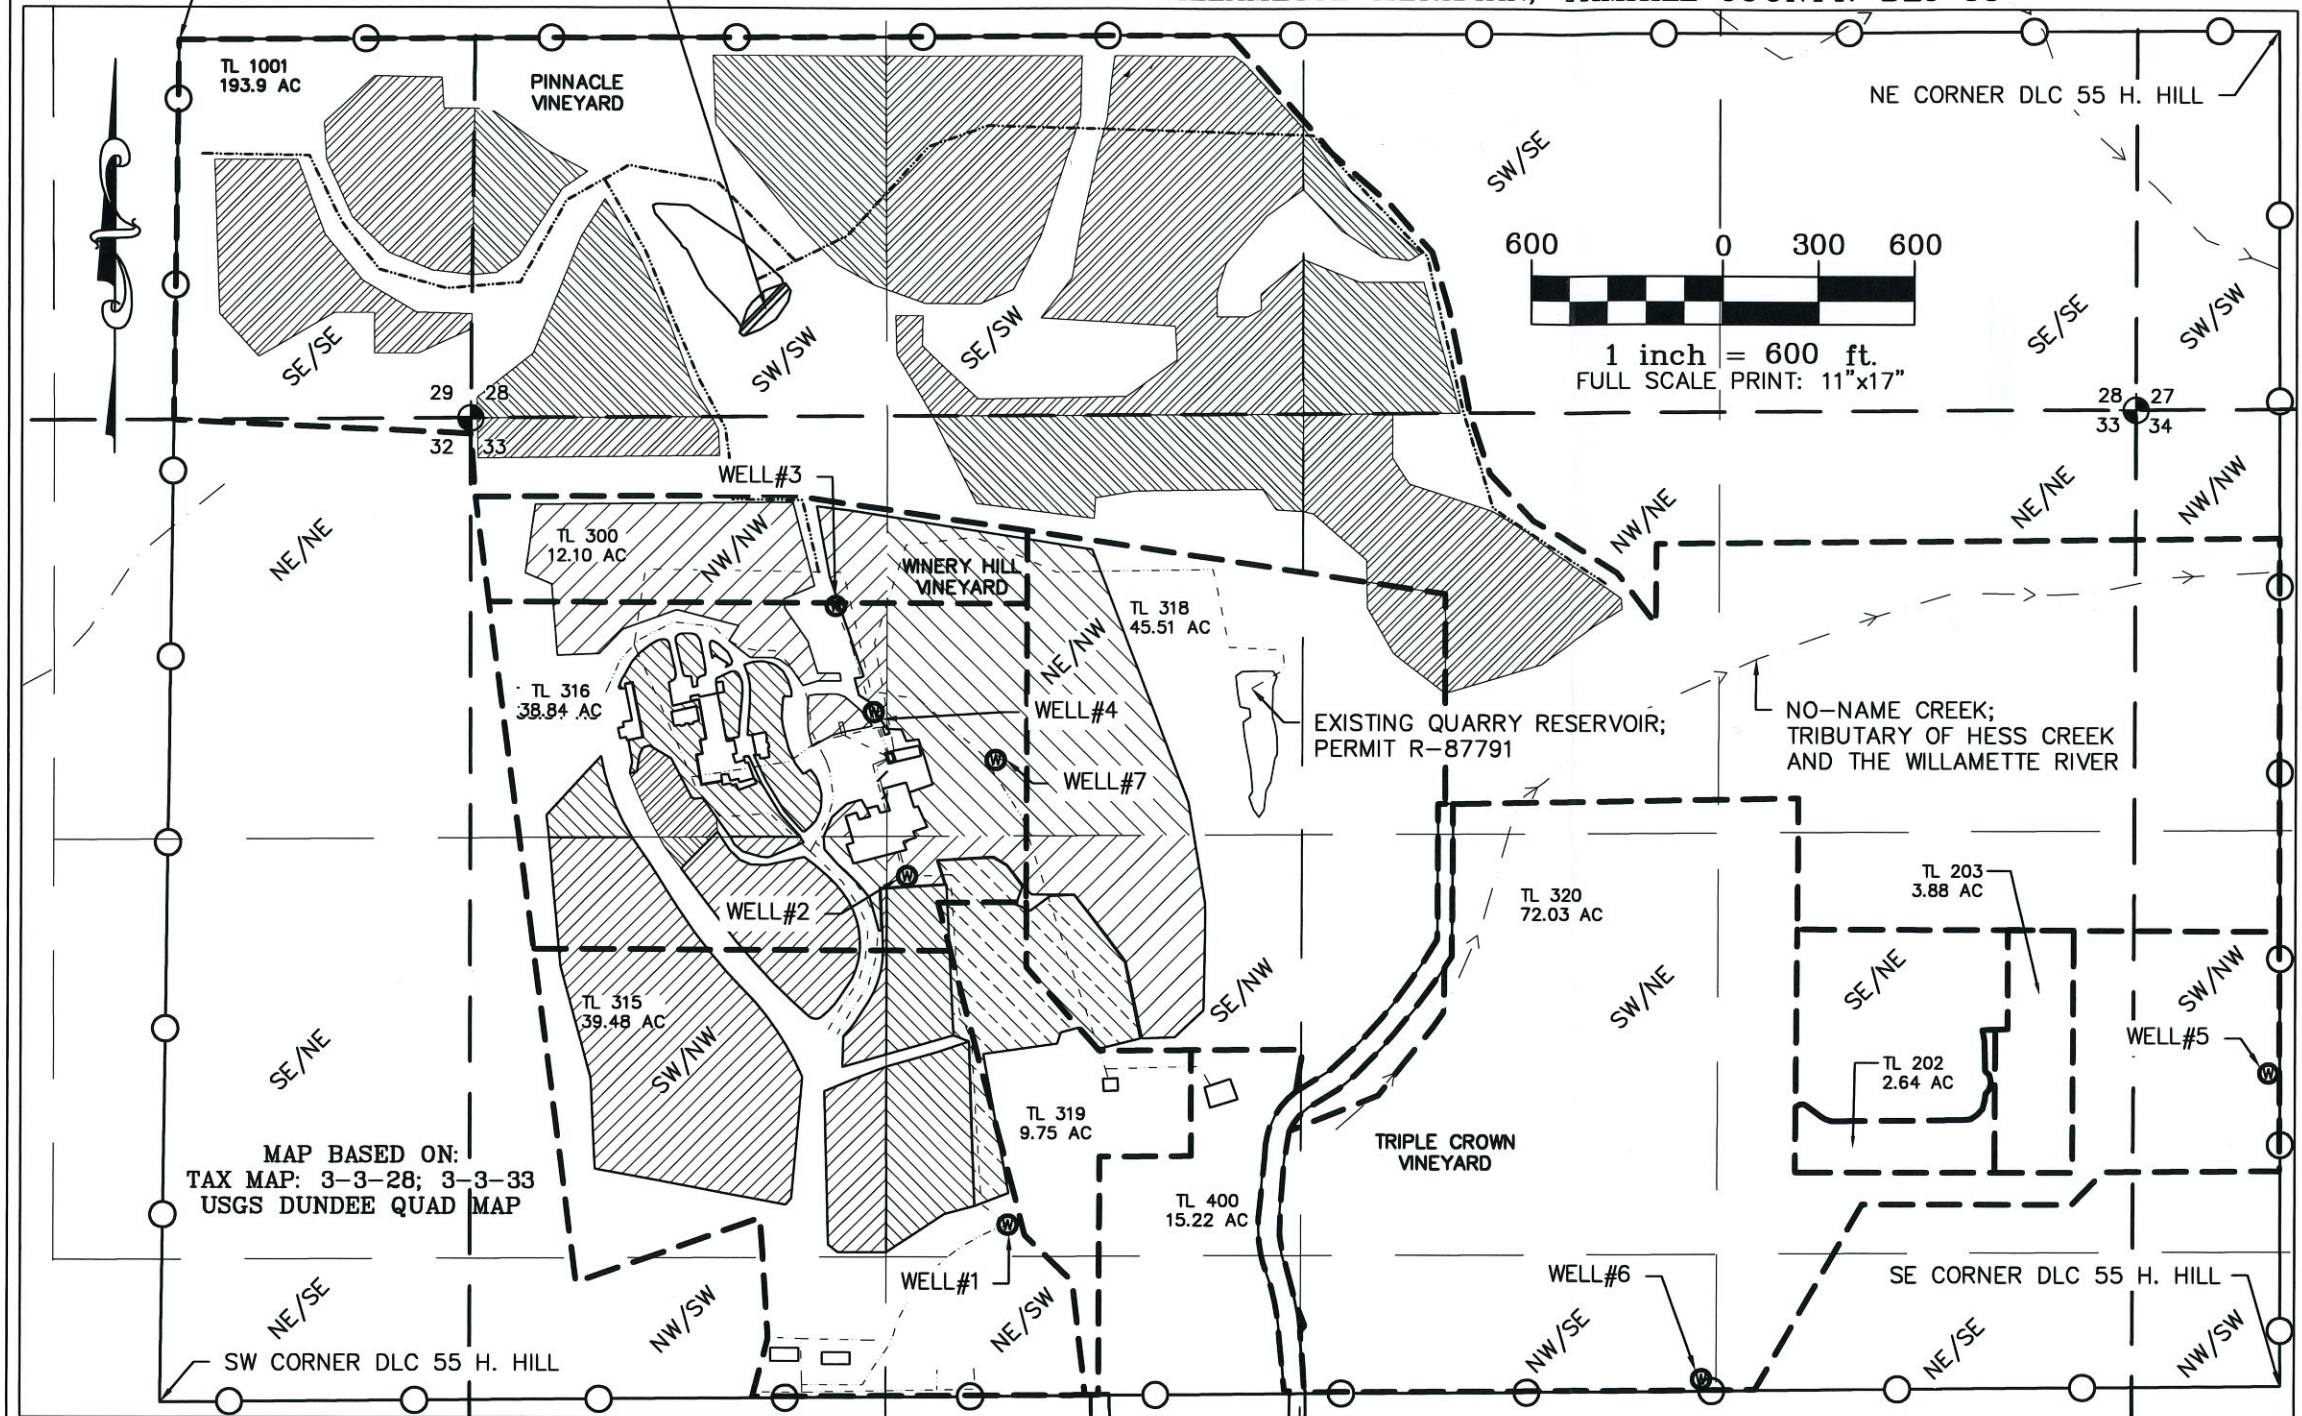 TL 1001
193.9 AC
PINNACLE
VINEYARD
NE CORNER DLC 55 H. HILL
SW/SE
600 0 300 600
1 inch = 600 ft.
FULL SCALE PRINT: 11"x17"
SE/SE
SW/SW
SE/SW
SE/SE
SW/SW
29 28
32 33
28 27
33 34
WELL#3
NE/NE
TL 300
12.10 AC
NW/NW
WINERY HILL
VINEYARD
NW/NE
NE/NE
NW/NW
TL 318
45.51 AC
NE/NW
TL 316
38.84 AC
WELL#4
EXISTING QUARRY RESERVOIR;
PERMIT R-87791
NO-NAME CREEK;
TRIBUTARY OF HESS CREEK
AND THE WILLAMETTE RIVER
WELL#7
WELL#2
TL 320
72.03 AC
TL 203
3.88 AC
SE/NW
SW/NE
SE/NE
SW/NW
TL 315
39.48 AC
SW/NW
SE/NE
WELL#5
TL 202
2.64 AC
TL 319
9.75 AC
TRIPLE CROWN
VINEYARD
MAP BASED ON:
TAX MAP: 3-3-28; 3-3-33
USGS DUNDEE QUAD MAP
TL 400
15.22 AC
WELL#1
WELL#6
SE CORNER DLC 55 H. HILL
NE/SE
NW/SW
NE/SW
NW/SE
NE/SE
NW/SW
SW CORNER DLC 55 H. HILL
W
W
W
W
W
W
W